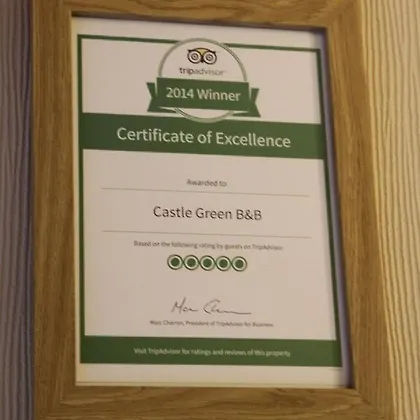 tripadvisor
2014 Winner
Certificate of Excellence
Awarded to
Castle Green B&B
Based on the following rating by guests on TripAdvisor
Marc Charron, President of TripAdvisor for Business
Visit TripAdvisor for ratings and reviews of this property